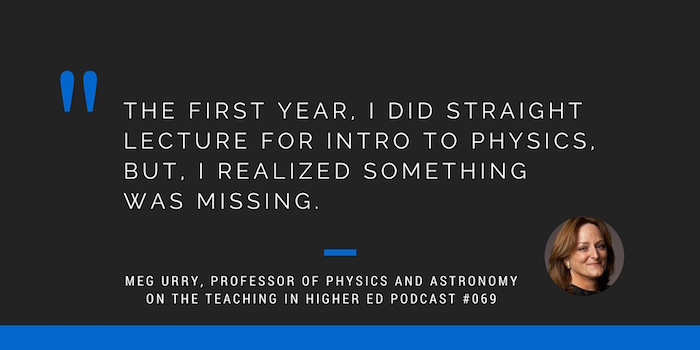 "
THE FIRST YEAR, I DID STRAIGHT
LECTURE FOR INTRO TO PHYSICS,
BUT, I REALIZED SOMETHING
WAS MISSING.
MEG URRY, PROFESSOR OF PHYSICS AND ASTRONOMY
ON THE TEACHING IN HIGHER ED PODCAST #069